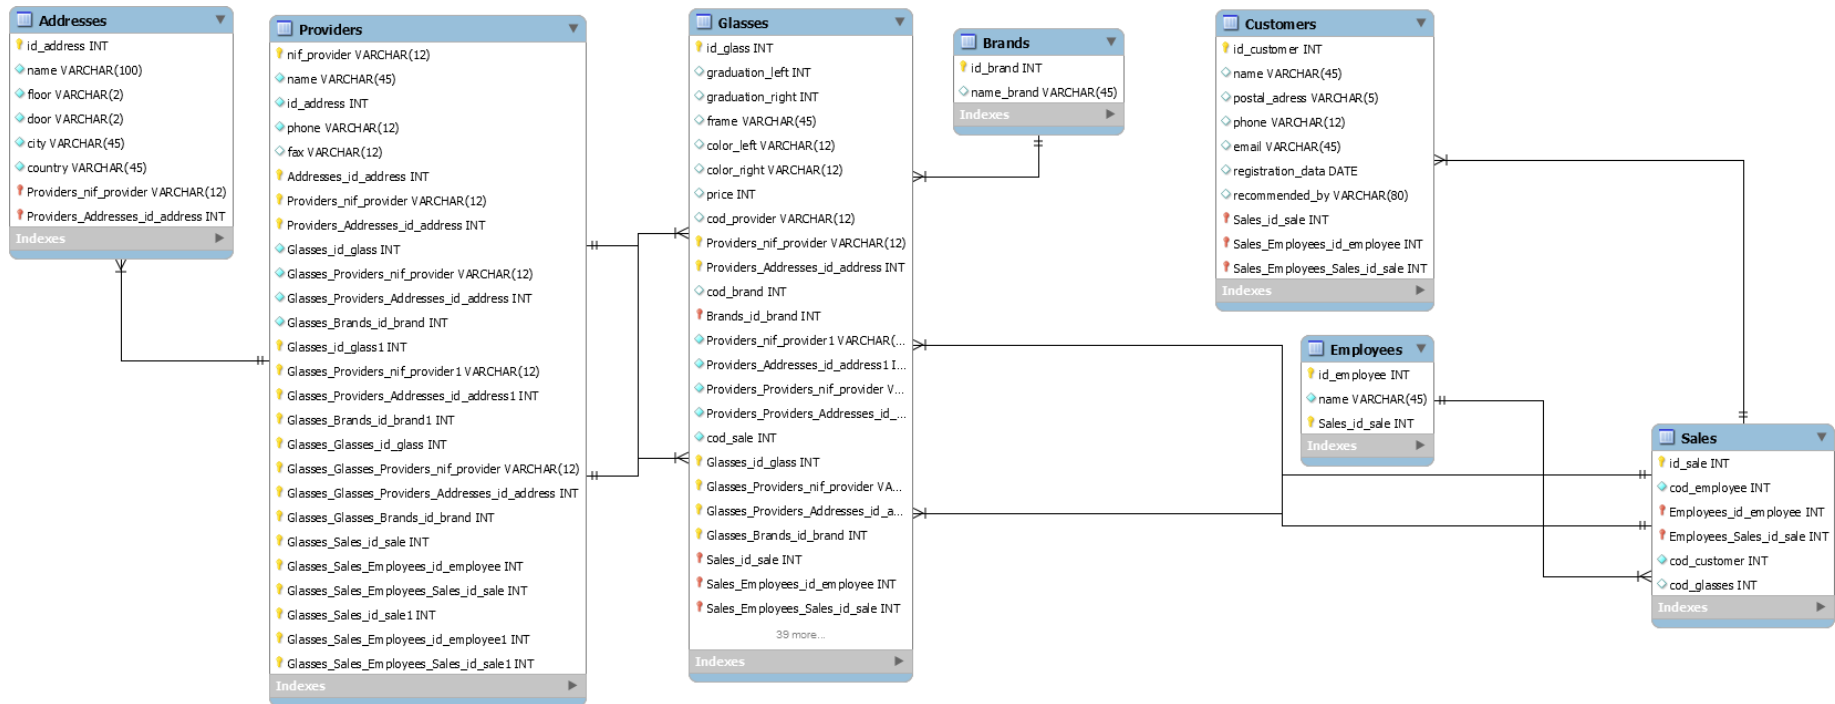 Addresses
id_address INT
name VARCHAR(100)
floor VARCHAR(2)
door VARCHAR(2)
city VARCHAR(45)
country VARCHAR(45)
Providers_nif_provider VARCHAR(12)
Providers_Addresses_id_address INT
Indexes
Providers
nif_provider VARCHAR(12)
name VARCHAR(45)
id_address INT
phone VARCHAR(12)
fax VARCHAR(12)
Addresses_id_address INT
Providers_nif_provider VARCHAR(12)
Providers_Addresses_id_address INT
Glasses_id_glass INT
Glasses_Providers_nif_provider VARCHAR(12)
Glasses_Providers_Addresses_id_address INT
Glasses_Brands_id_brand INT
Glasses_id_glass1 INT
Glasses_Providers_nif_provider1 VARCHAR(12)
Glasses_Providers_Addresses_id_address1 INT
Glasses_Brands_id_brand1 INT
Glasses_Glasses_id_glass INT
Glasses_Glasses_Providers_nif_provider VARCHAR(12)
Glasses_Glasses_Providers_Addresses_id_address INT
Glasses_Glasses_Brands_id_brand INT
Glasses_Sales_id_sale INT
Glasses_Sales_Employees_id_employee INT
Glasses_Sales_Employees_Sales_id_sale INT
Glasses_Sales_id_sale1 INT
Glasses_Sales_Employees_id_employee1 INT
Glasses_Sales_Employees_Sales_id_sale1 INT
Indexes
Glasses
id_glass INT
graduation_left INT
graduation_right INT
frame VARCHAR(45)
color_left VARCHAR(12)
color_right VARCHAR(12)
price INT
cod_provider VARCHAR(12)
Providers_nif_provider VARCHAR(12)
Providers_Addresses_id_address INT
cod_brand INT
Brands_id_brand INT
Providers_nif_provider1 VARCHAR(...
Providers_Addresses_id_address1 I...
Providers_Providers_nif_provider V...
Providers_Providers_Addresses_id_...
cod_sale INT
Glasses_id_glass INT
Glasses_Providers_nif_provider VA...
Glasses_Providers_Addresses_id_a...
Glasses_Brands_id_brand INT
Sales_id_sale INT
Sales_Employees_id_employee INT
Sales_Employees_Sales_id_sale INT
39 more...
Indexes
Brands
id_brand INT
name_brand VARCHAR(45)
Indexes
Customers
id_customer INT
name VARCHAR(45)
postal_adress VARCHAR(5)
phone VARCHAR(12)
email VARCHAR(45)
registration_data DATE
recommended_by VARCHAR(80)
Sales_id_sale INT
Sales_Employees_id_employee INT
Sales_Employees_Sales_id_sale INT
Indexes
Employees
id_employee INT
name VARCHAR(45)
Sales_id_sale INT
Indexes
Sales
id_sale INT
cod_employee INT
Employees_id_employee INT
Employees_Sales_id_sale INT
cod_customer INT
cod_glasses INT
Indexes